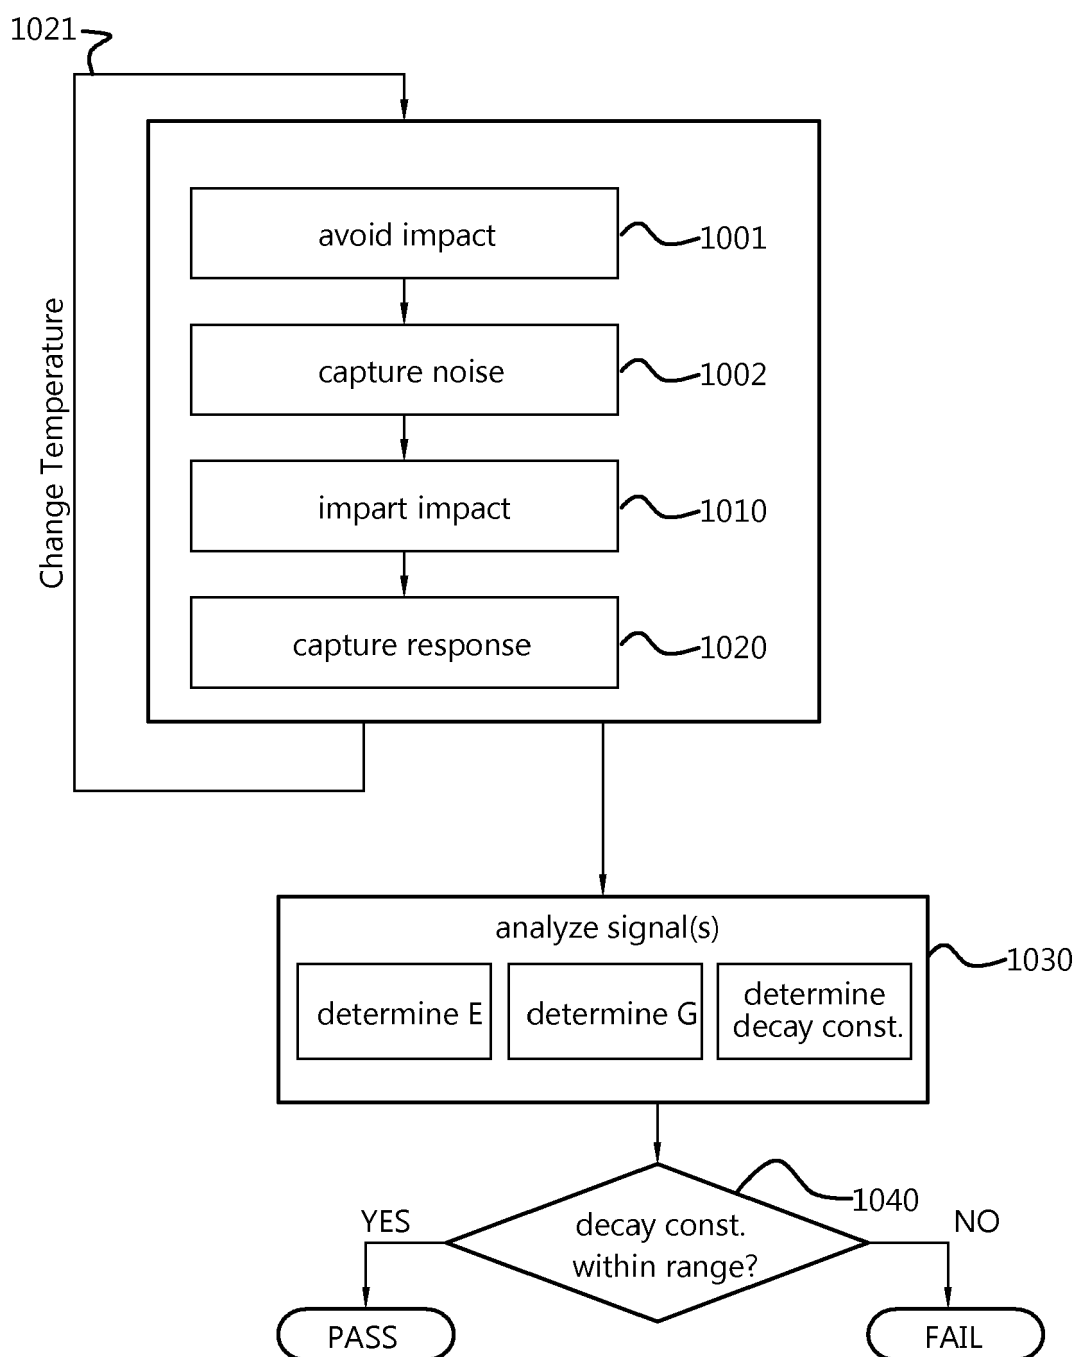 1021
avoid impact
1001
capture noise
1002
Change Temperature
impart impact
1010
capture response
1020
analyze signal(s)
1030
determine E
determine G
determine
decay const.
1040
YES
NO
decay const.
within range?
PASS
FAIL